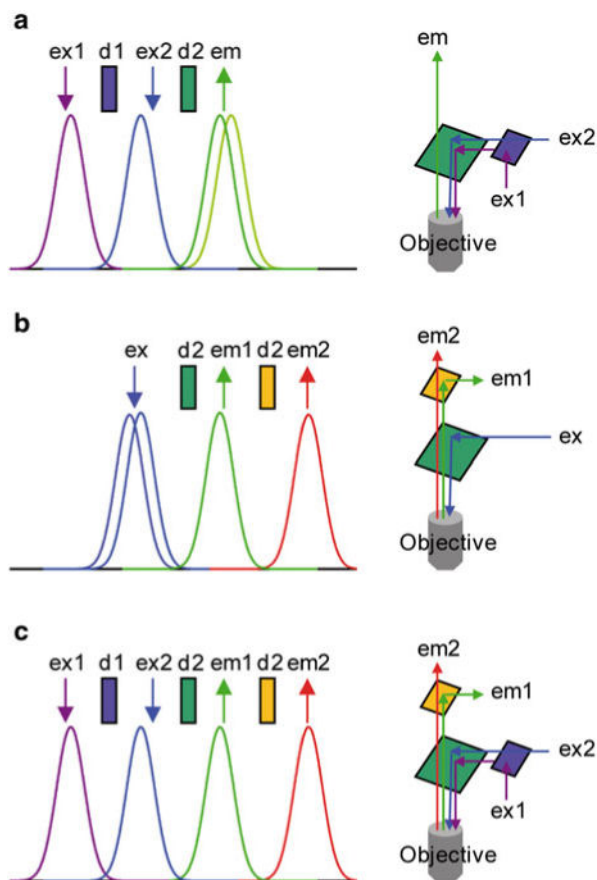 a
ex1 d1 ex2 d2 em
em
ex2
ex1
Objective
b
ex d2 em1 d2 em2
em2
em1
ex
Objective
c
ex1 d1 ex2 d2 em1 d2 em2
em2
em1
ex2
ex1
Objective